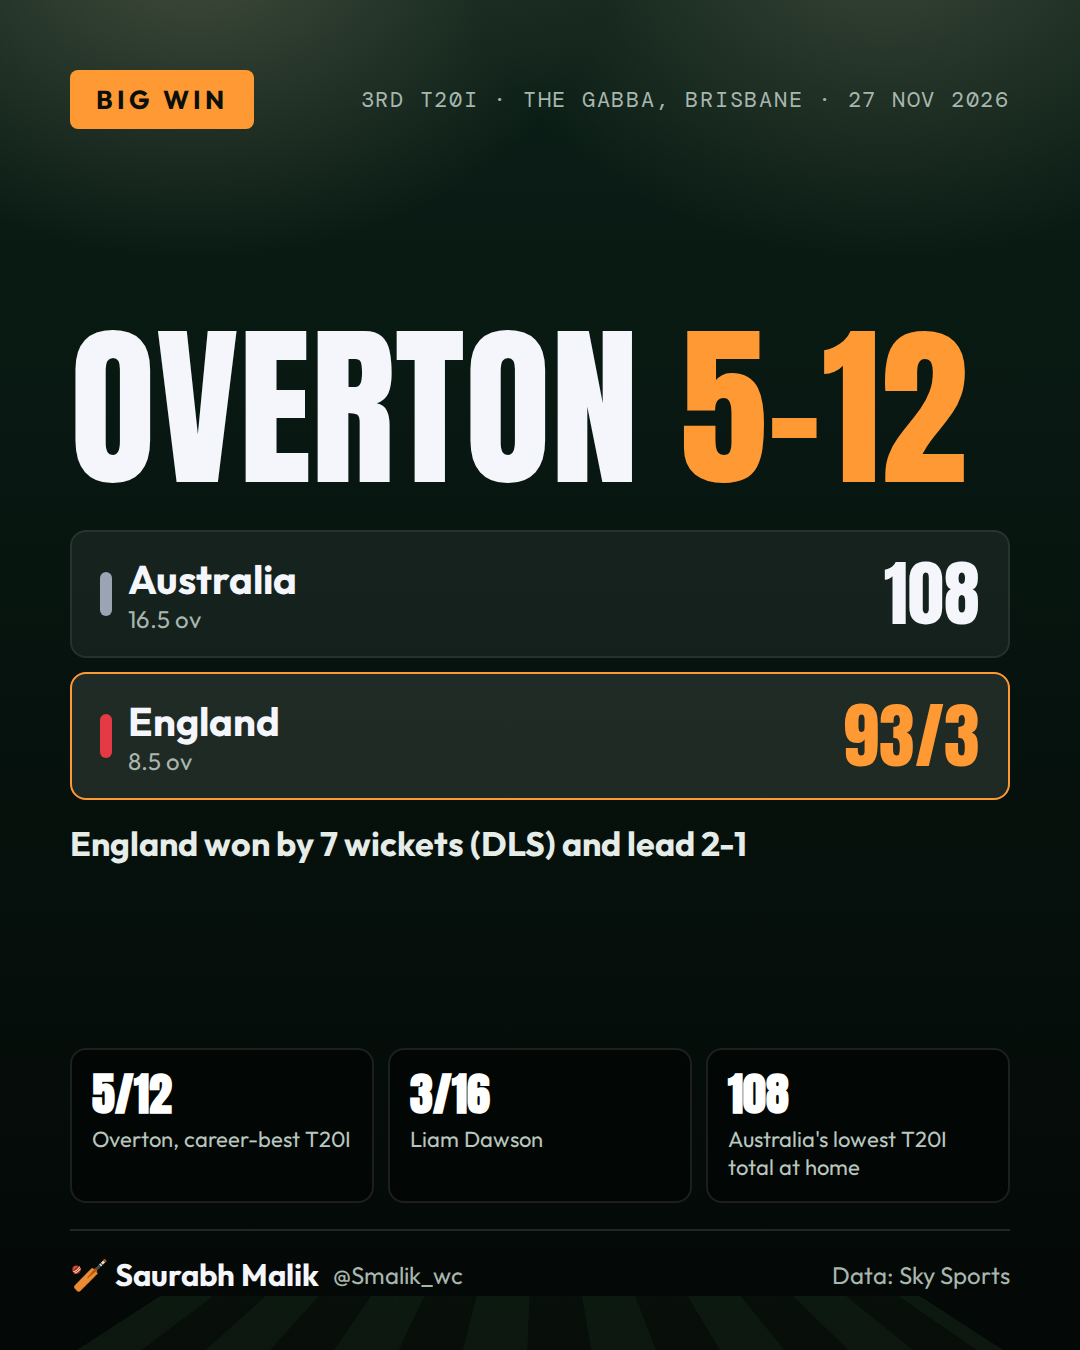 BIG WIN
3RD T20I · THE GABBA, BRISBANE · 27 NOV 2026
OVERTON 5-12
Australia
16.5 ov
108
England
8.5 ov
93/3
England won by 7 wickets (DLS) and lead 2-1
5/12
Overton, career-best T20I
3/16
Liam Dawson
108
Australia's lowest T20I
total at home
Saurabh Malik @Smalik_wc
Data: Sky Sports